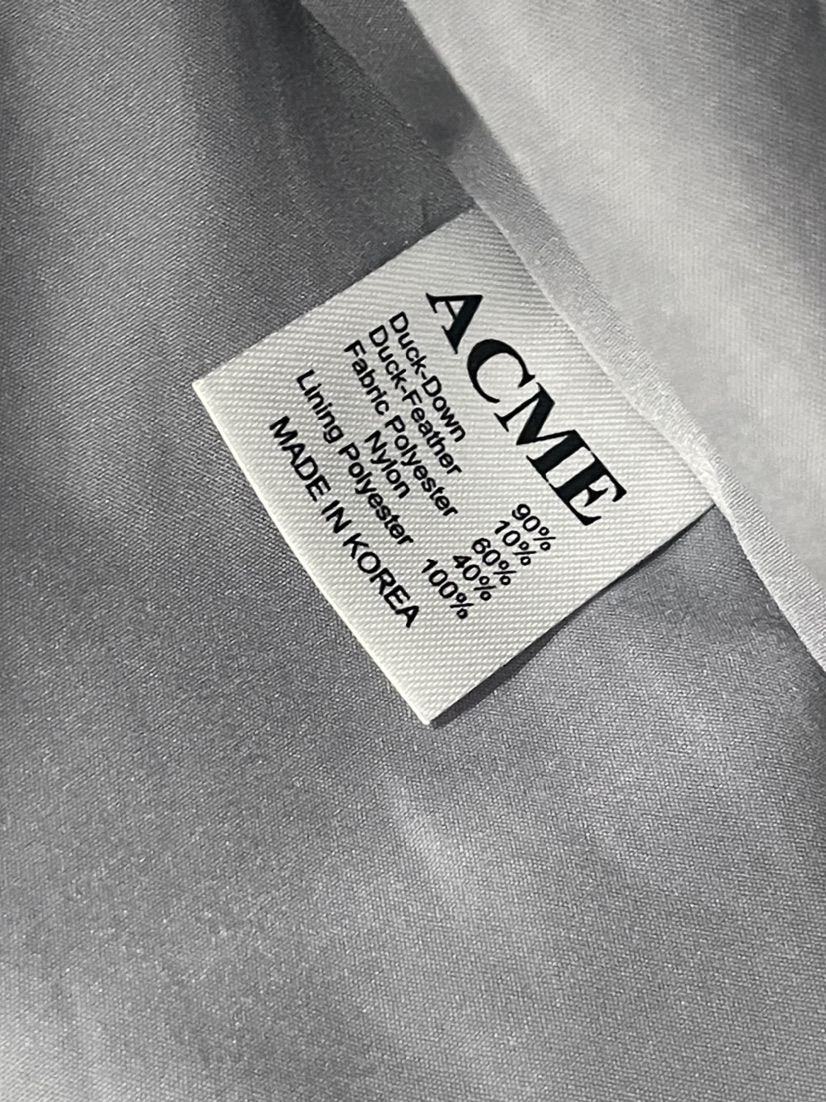 ACME
Duck-Down 90%
Duck-Feather 10%
Fabric Polyester 60%
Nylon 40%
Lining Polyester 100%
MADE IN KOREA